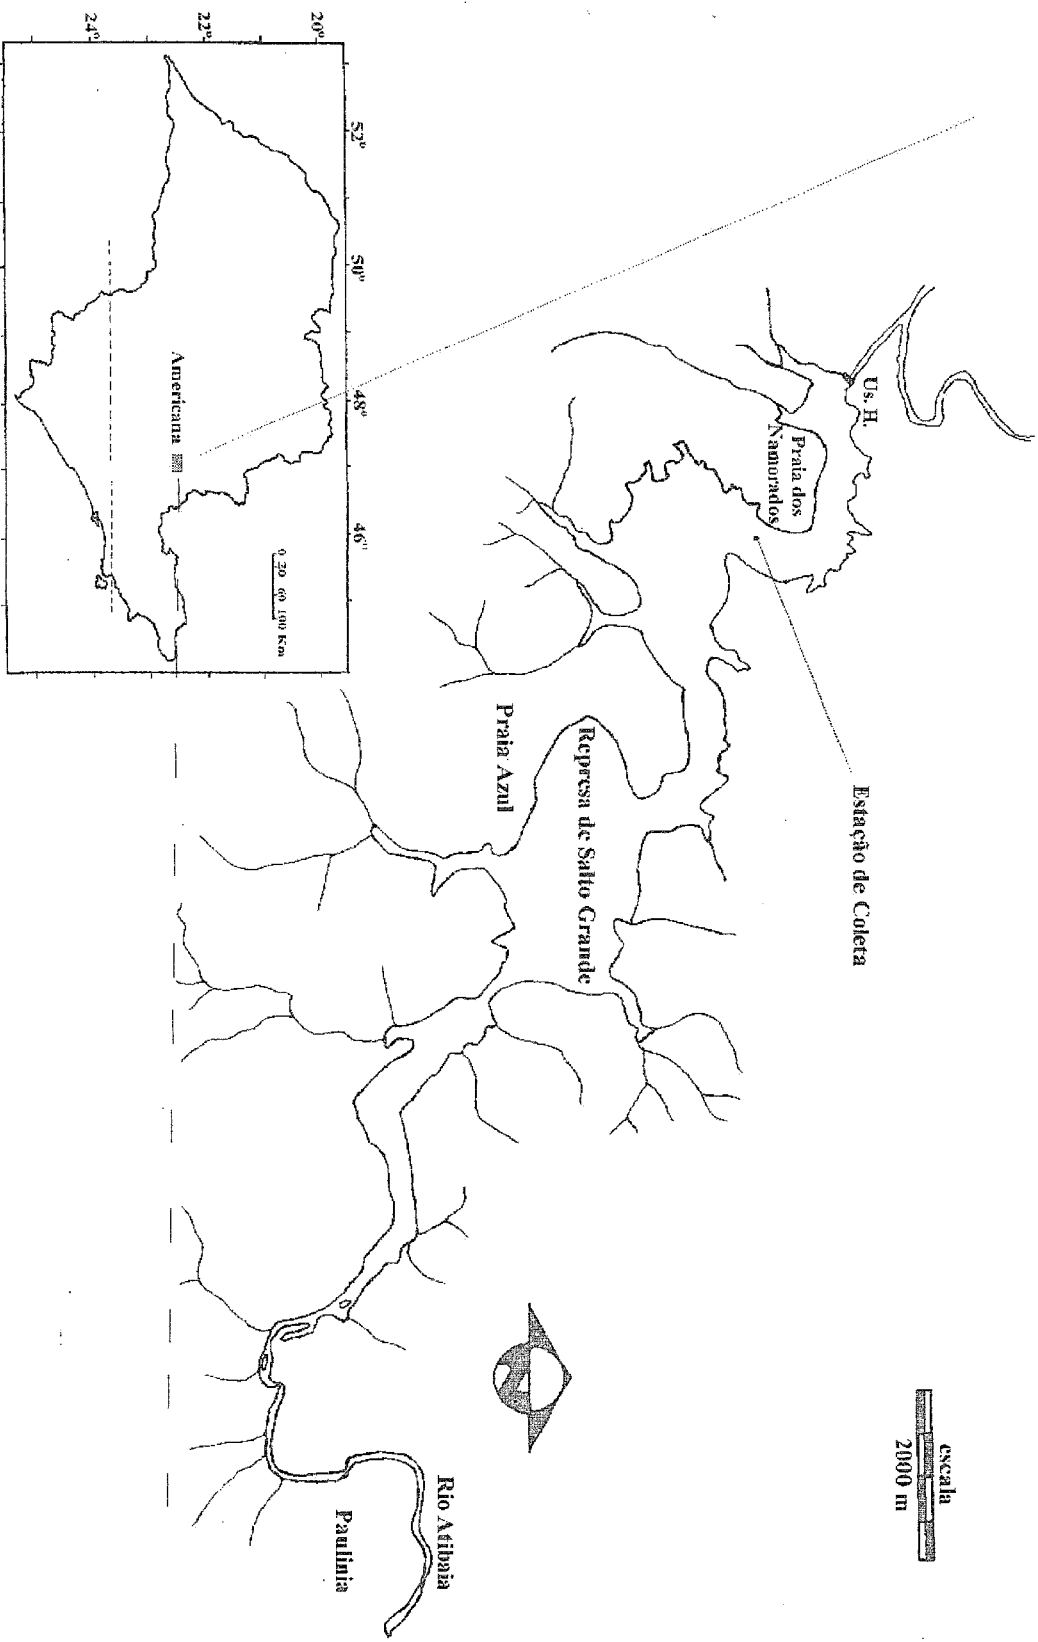 escala
2000 m
Estação de Coleta
Us. H.
Praia dos
Namorados
Represa de Salto Grande
Praia Azul
Rio Atibaia
Paulinia
52°
50°
48°
46°
20°
22°
24°
Americana
0 20 60 100 Km